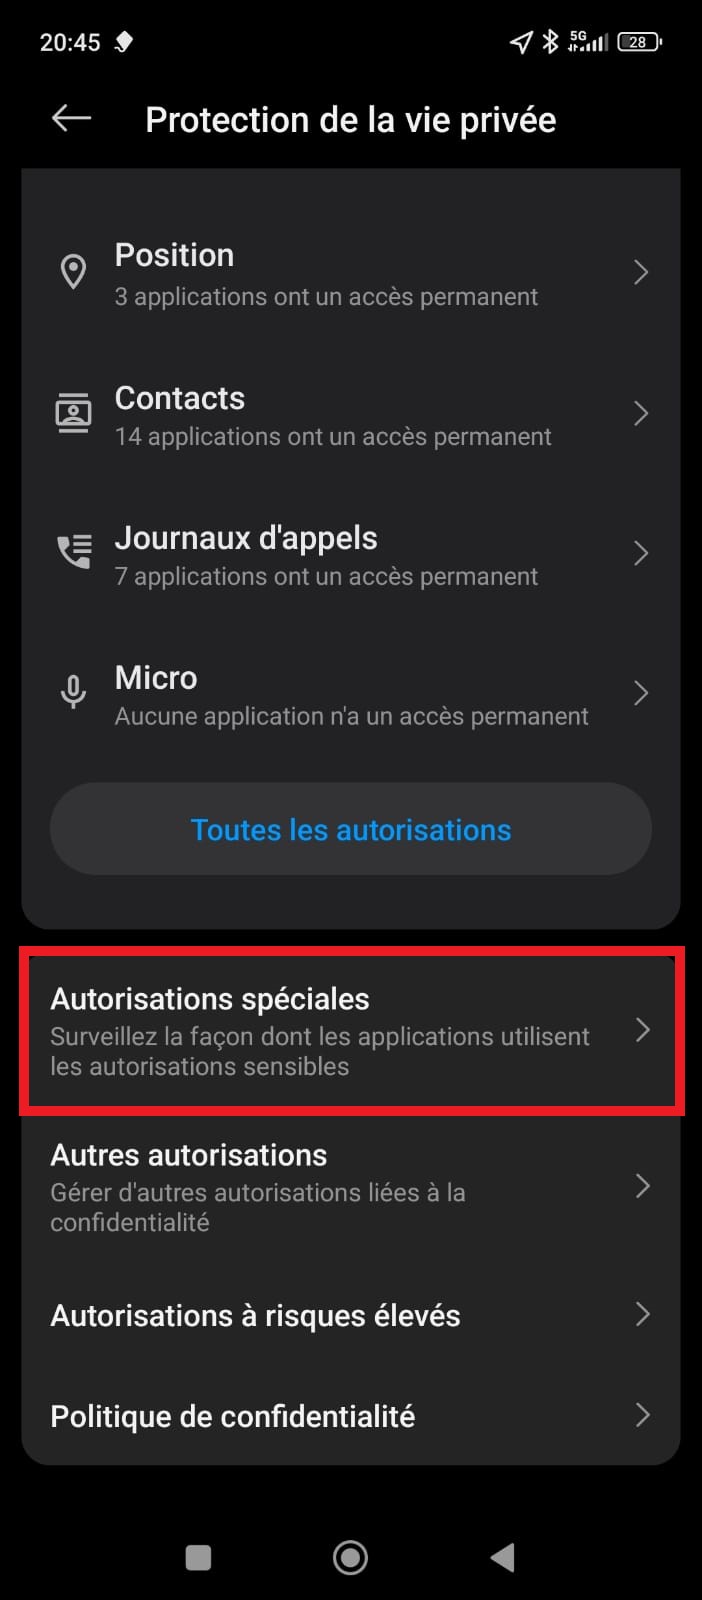 20:45
5G
28
Protection de la vie privée
Position
3 applications ont un accès permanent
Contacts
14 applications ont un accès permanent
Journaux d'appels
7 applications ont un accès permanent
Micro
Aucune application n'a un accès permanent
Toutes les autorisations
Autorisations spéciales
Surveillez la façon dont les applications utilisent
les autorisations sensibles
Autres autorisations
Gérer d'autres autorisations liées à la
confidentialité
Autorisations à risques élevés
Politique de confidentialité